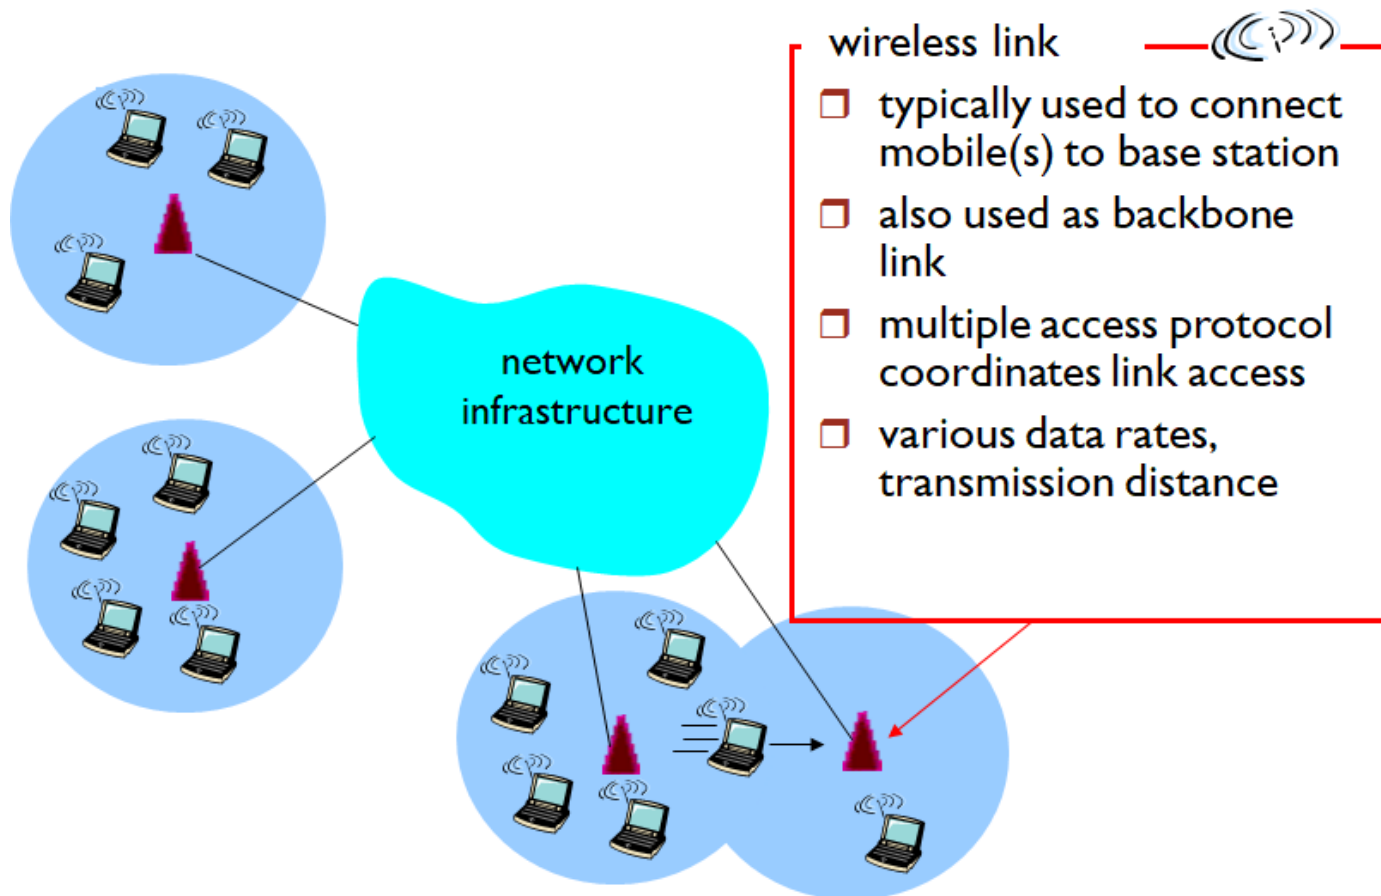 wireless link
❒ typically used to connect
mobile(s) to base station
❒ also used as backbone
link
❒ multiple access protocol
coordinates link access
❒ various data rates,
transmission distance
network
infrastructure